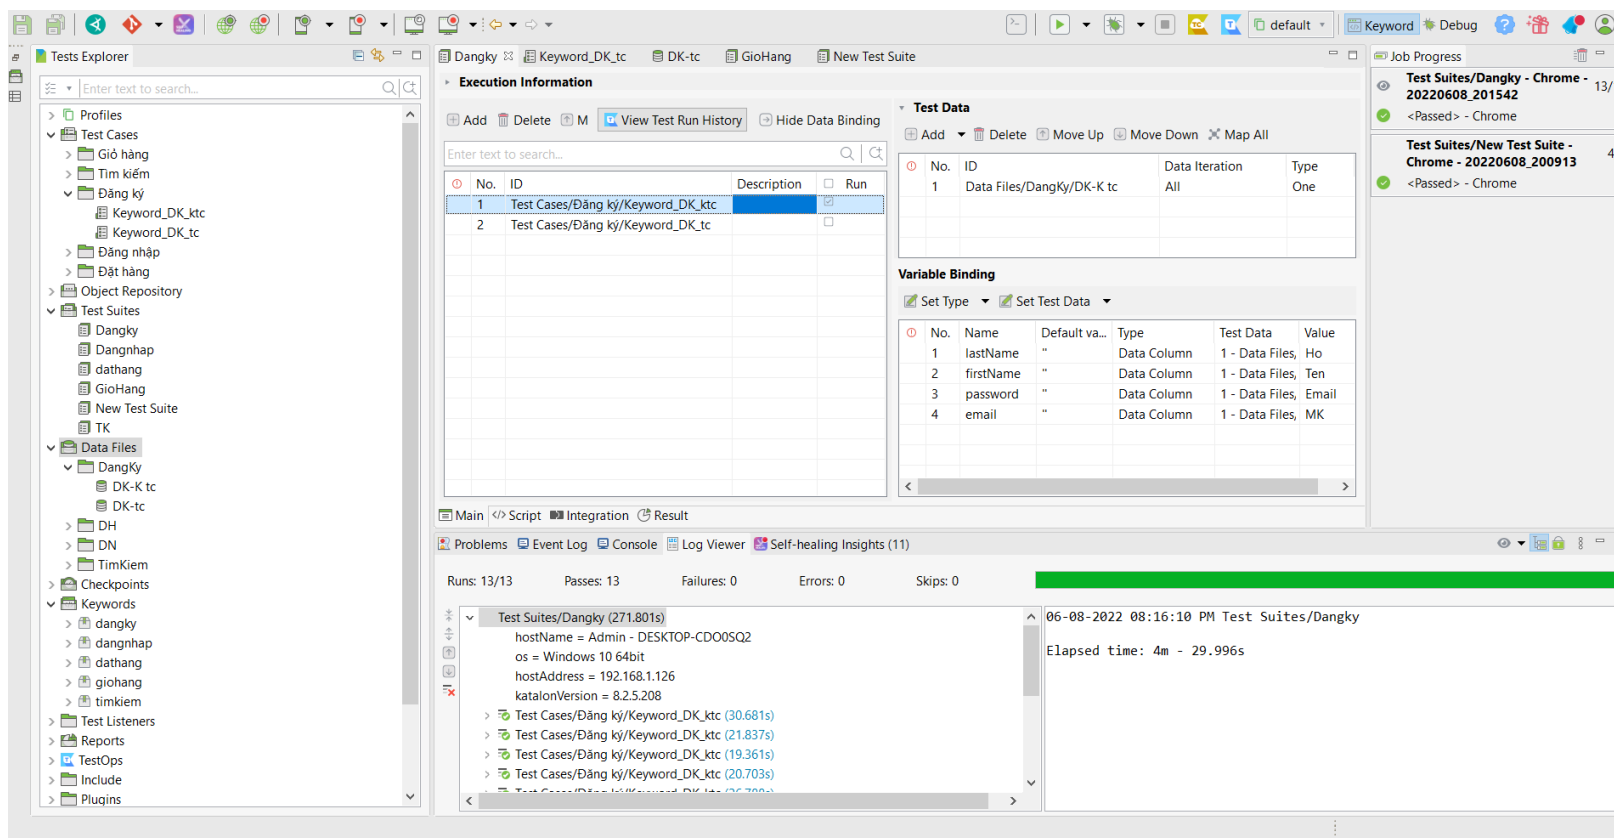 default
Keyword
Debug
Tests Explorer
Enter text to search...
Profiles
Test Cases
Giỏ hàng
Tìm kiếm
Đăng ký
Keyword_DK_ktc
Keyword_DK_tc
Đăng nhập
Đặt hàng
Object Repository
Test Suites
Dangky
Dangnhap
dathang
GioHang
New Test Suite
TK
Data Files
DangKy
DK-K tc
DK-tc
DH
DN
TimKiem
Checkpoints
Keywords
dangky
dangnhap
dathang
giohang
timkiem
Test Listeners
Reports
TestOps
Include
Plugins
Dangky Keyword_DK_tc DK-tc GioHang New Test Suite
Execution Information
Add Delete M View Test Run History Hide Data Binding
Enter text to search...
No. ID Description Run
1 Test Cases/Đăng ký/Keyword_DK_ktc
2 Test Cases/Đăng ký/Keyword_DK_tc
Test Data
Add Delete Move Up Move Down Map All
No. ID Data Iteration Type
1 Data Files/DangKy/DK-K tc All One
Variable Binding
Set Type Set Test Data
No. Name Default va... Type Test Data Value
1 lastName '' Data Column 1 - Data Files, Ho
2 firstName '' Data Column 1 - Data Files, Ten
3 password '' Data Column 1 - Data Files, Email
4 email '' Data Column 1 - Data Files, MK
Main Script Integration Result
Job Progress
Test Suites/Dangky - Chrome - 13/
20220608_201542
<Passed> - Chrome
Test Suites/New Test Suite - 4
Chrome - 20220608_200913
<Passed> - Chrome
Problems Event Log Console Log Viewer Self-healing Insights (11)
Runs: 13/13 Passes: 13 Failures: 0 Errors: 0 Skips: 0
Test Suites/Dangky (271.801s)
hostName = Admin - DESKTOP-CDO0SQ2
os = Windows 10 64bit
hostAddress = 192.168.1.126
katalonVersion = 8.2.5.208
Test Cases/Đăng ký/Keyword_DK_ktc (30.681s)
Test Cases/Đăng ký/Keyword_DK_ktc (21.837s)
Test Cases/Đăng ký/Keyword_DK_ktc (19.361s)
Test Cases/Đăng ký/Keyword_DK_ktc (20.703s)
06-08-2022 08:16:10 PM Test Suites/Dangky
Elapsed time: 4m - 29.996s